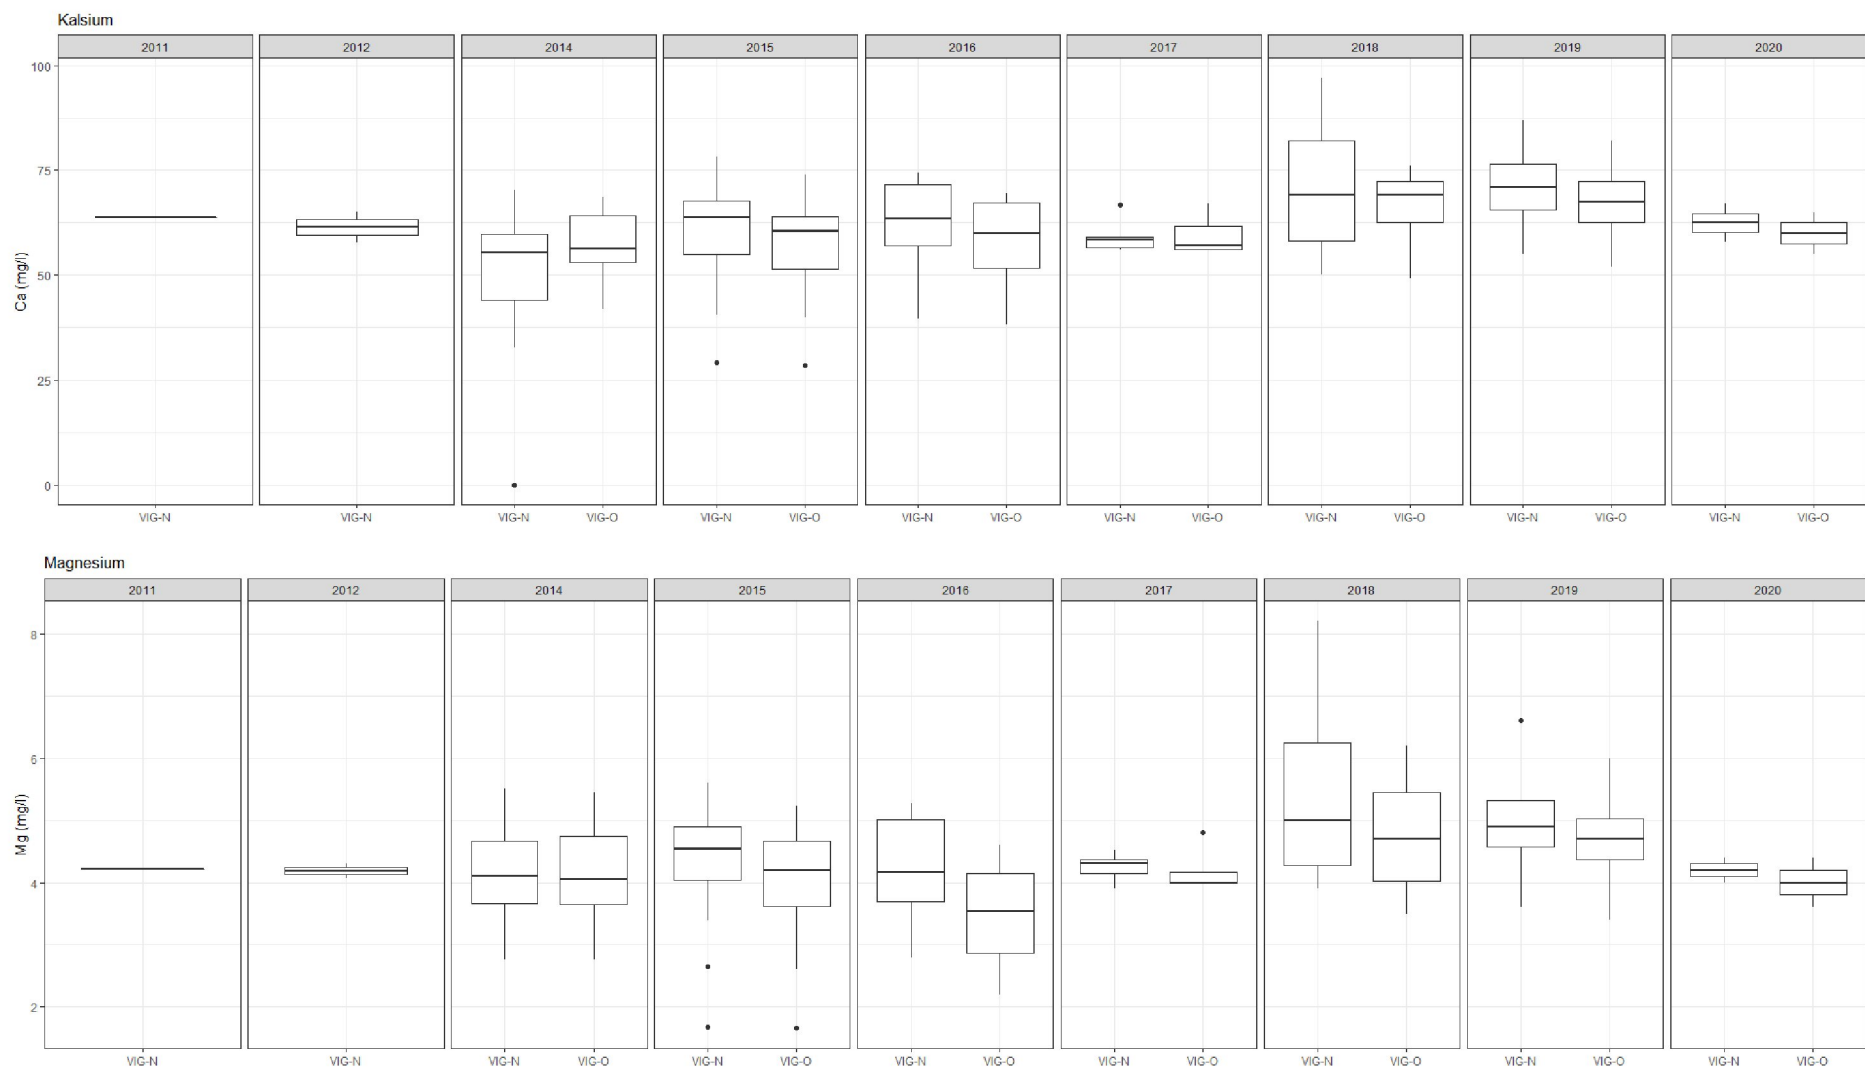 Kalsium
2011 2012 2014 2015 2016 2017 2018 2019 2020
100
75
50
25
0
Ca (mg/l)
VIG-N VIG-N VIG-N VIG-O VIG-N VIG-O VIG-N VIG-O VIG-N VIG-O VIG-N VIG-O VIG-N VIG-O VIG-N VIG-O
Magnesium
2011 2012 2014 2015 2016 2017 2018 2019 2020
8
6
4
2
Mg (mg/l)
VIG-N VIG-N VIG-N VIG-O VIG-N VIG-O VIG-N VIG-O VIG-N VIG-O VIG-N VIG-O VIG-N VIG-O VIG-N VIG-O